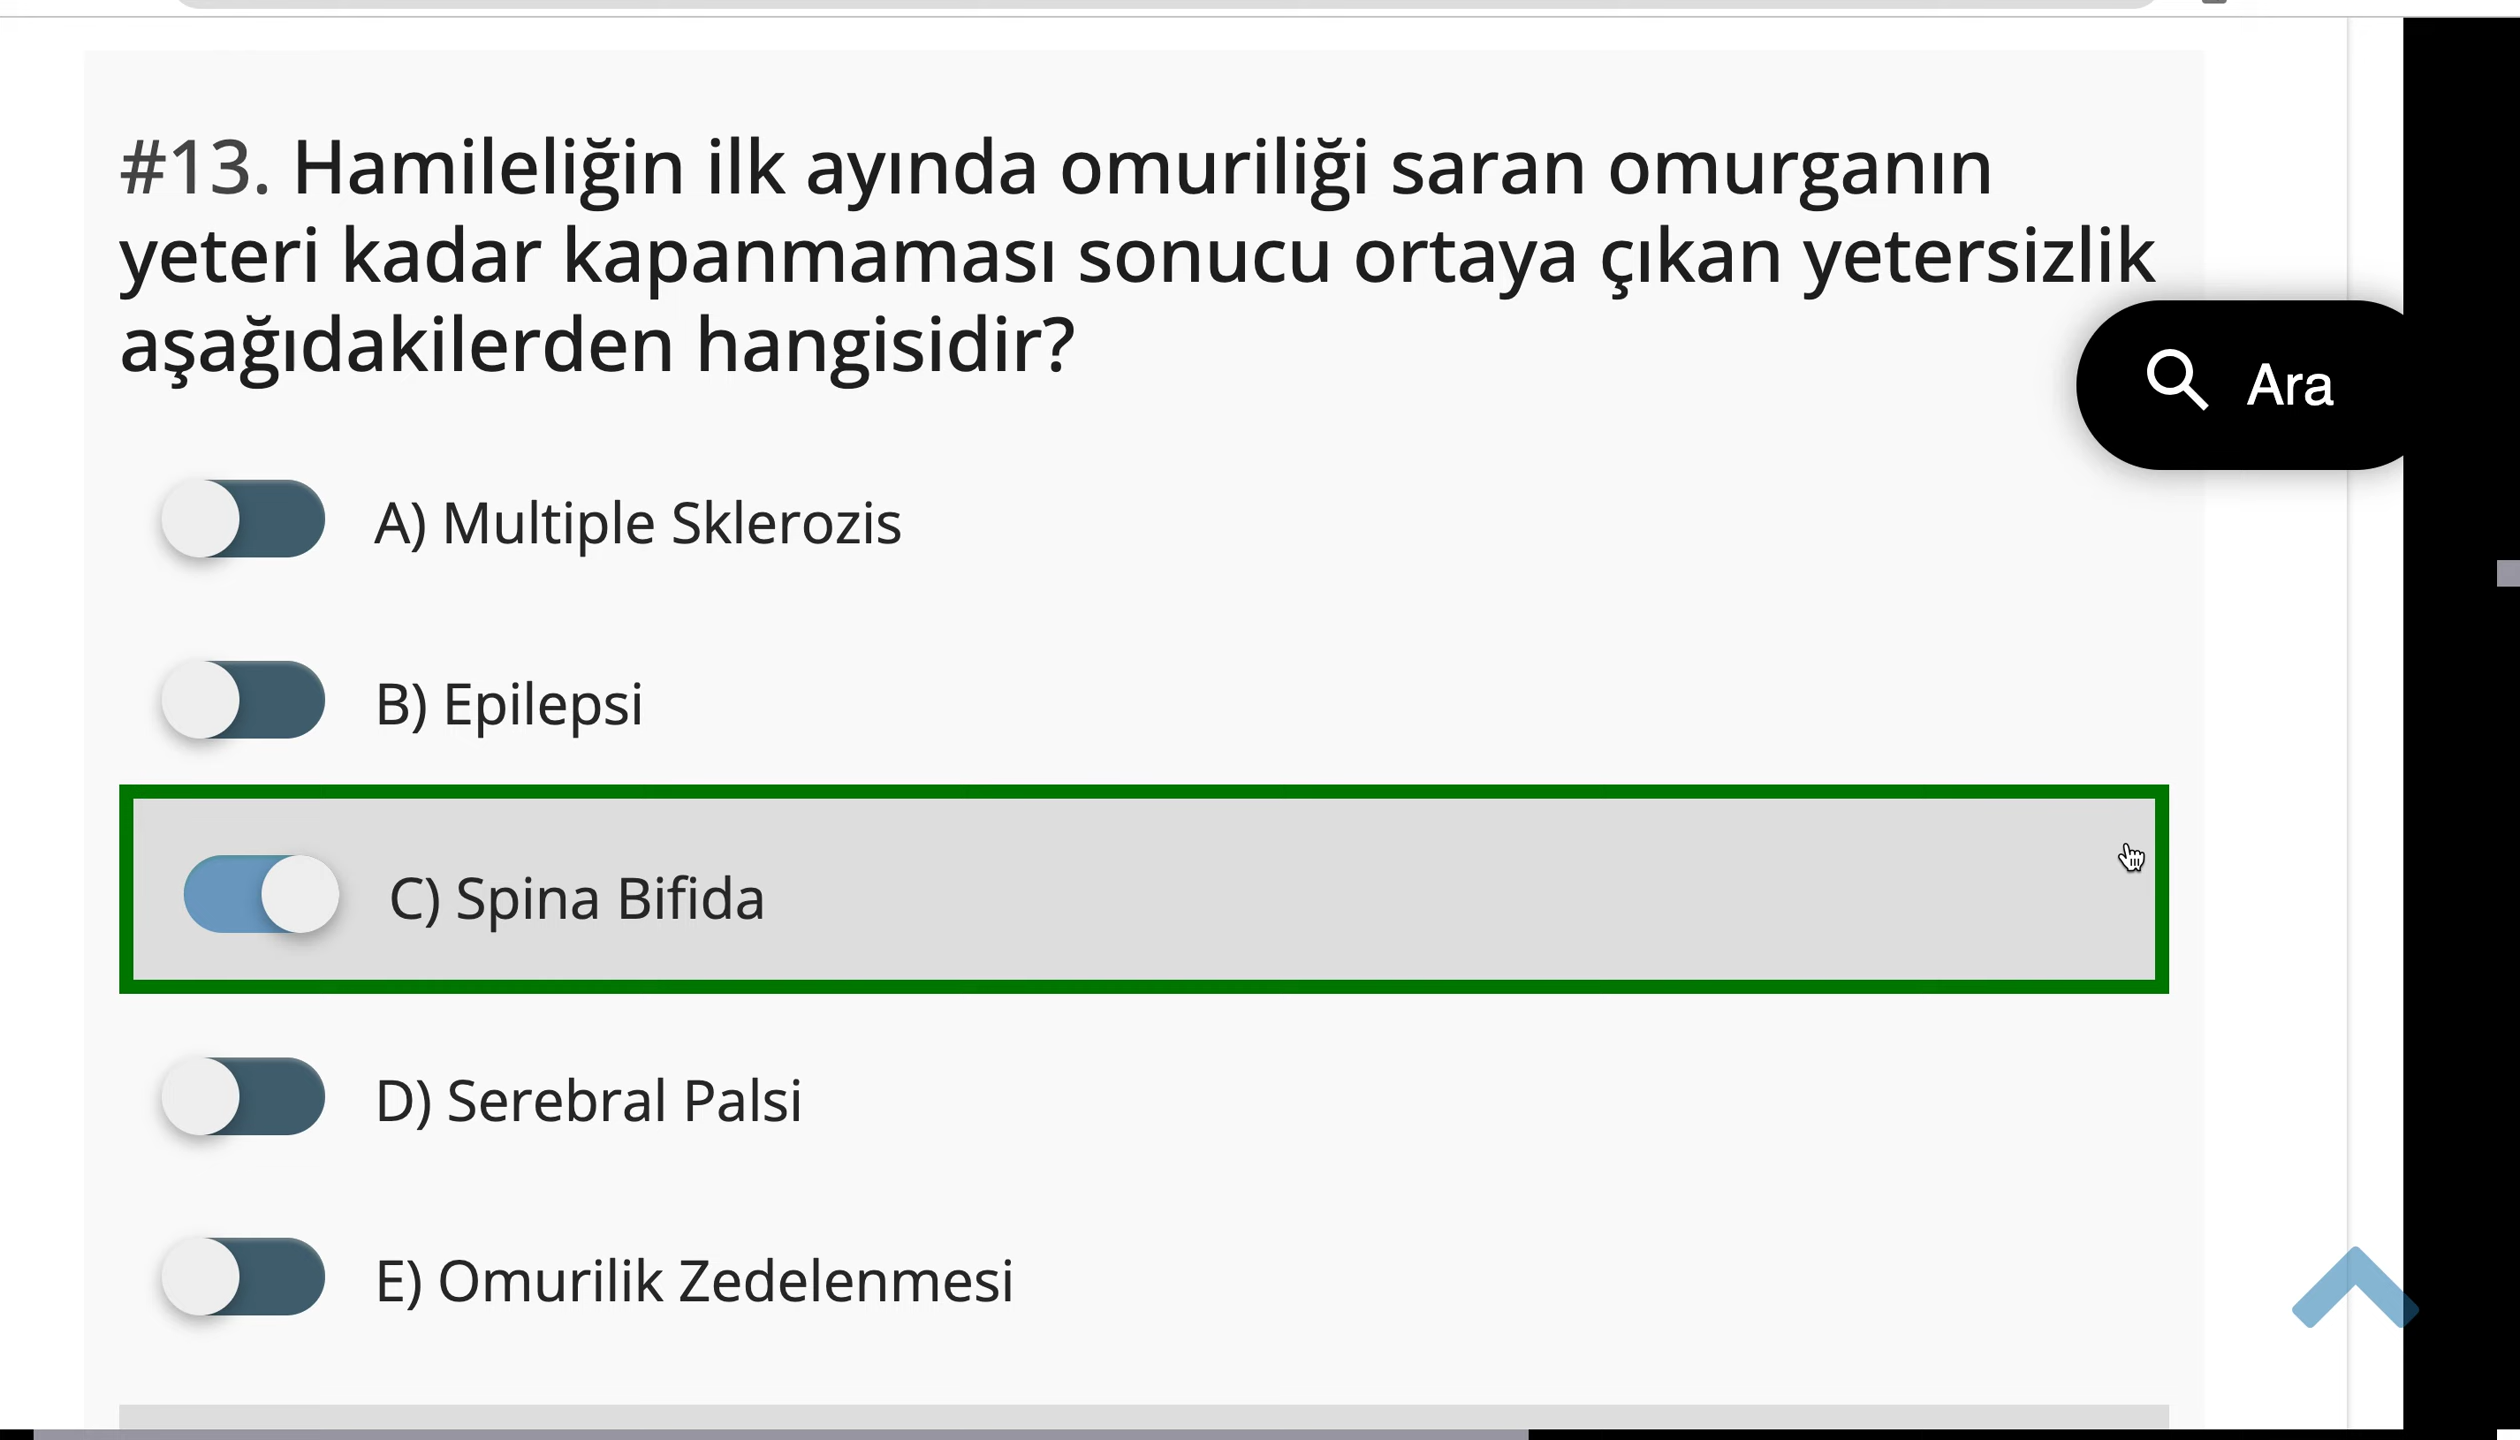 #13. Hamileliğin ilk ayında omuriliği saran omurganın
yeteri kadar kapanmaması sonucu ortaya çıkan yetersizlik
aşağıdakilerden hangisidir?
Ara
A) Multiple Sklerozis
B) Epilepsi
C) Spina Bifida
D) Serebral Palsi
E) Omurilik Zedelenmesi